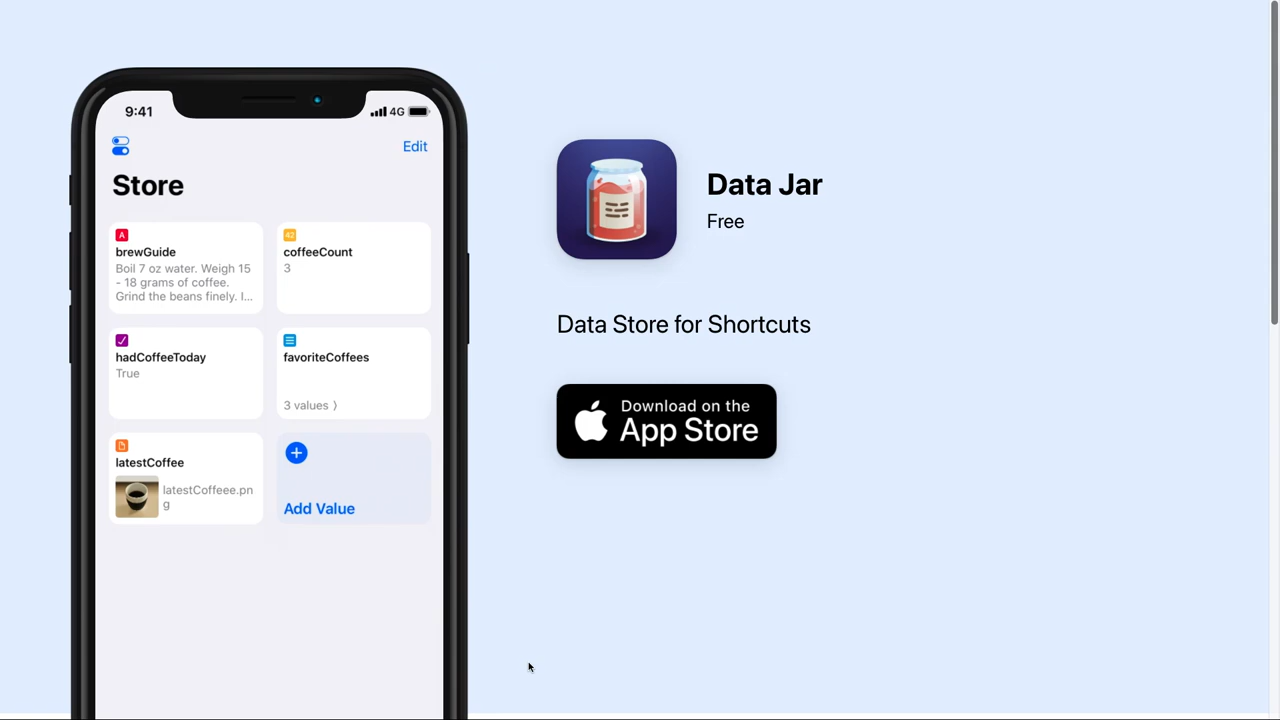 9:41
4G
Edit
Store
A
brewGuide
Boil 7 oz water. Weigh 15
- 18 grams of coffee.
Grind the beans finely. I...
42
coffeeCount
3
hadCoffeeToday
True
favoriteCoffees
3 values
latestCoffee
latestCoffeee.pn
g
Add Value
Data Jar
Free
Data Store for Shortcuts
Download on the
App Store